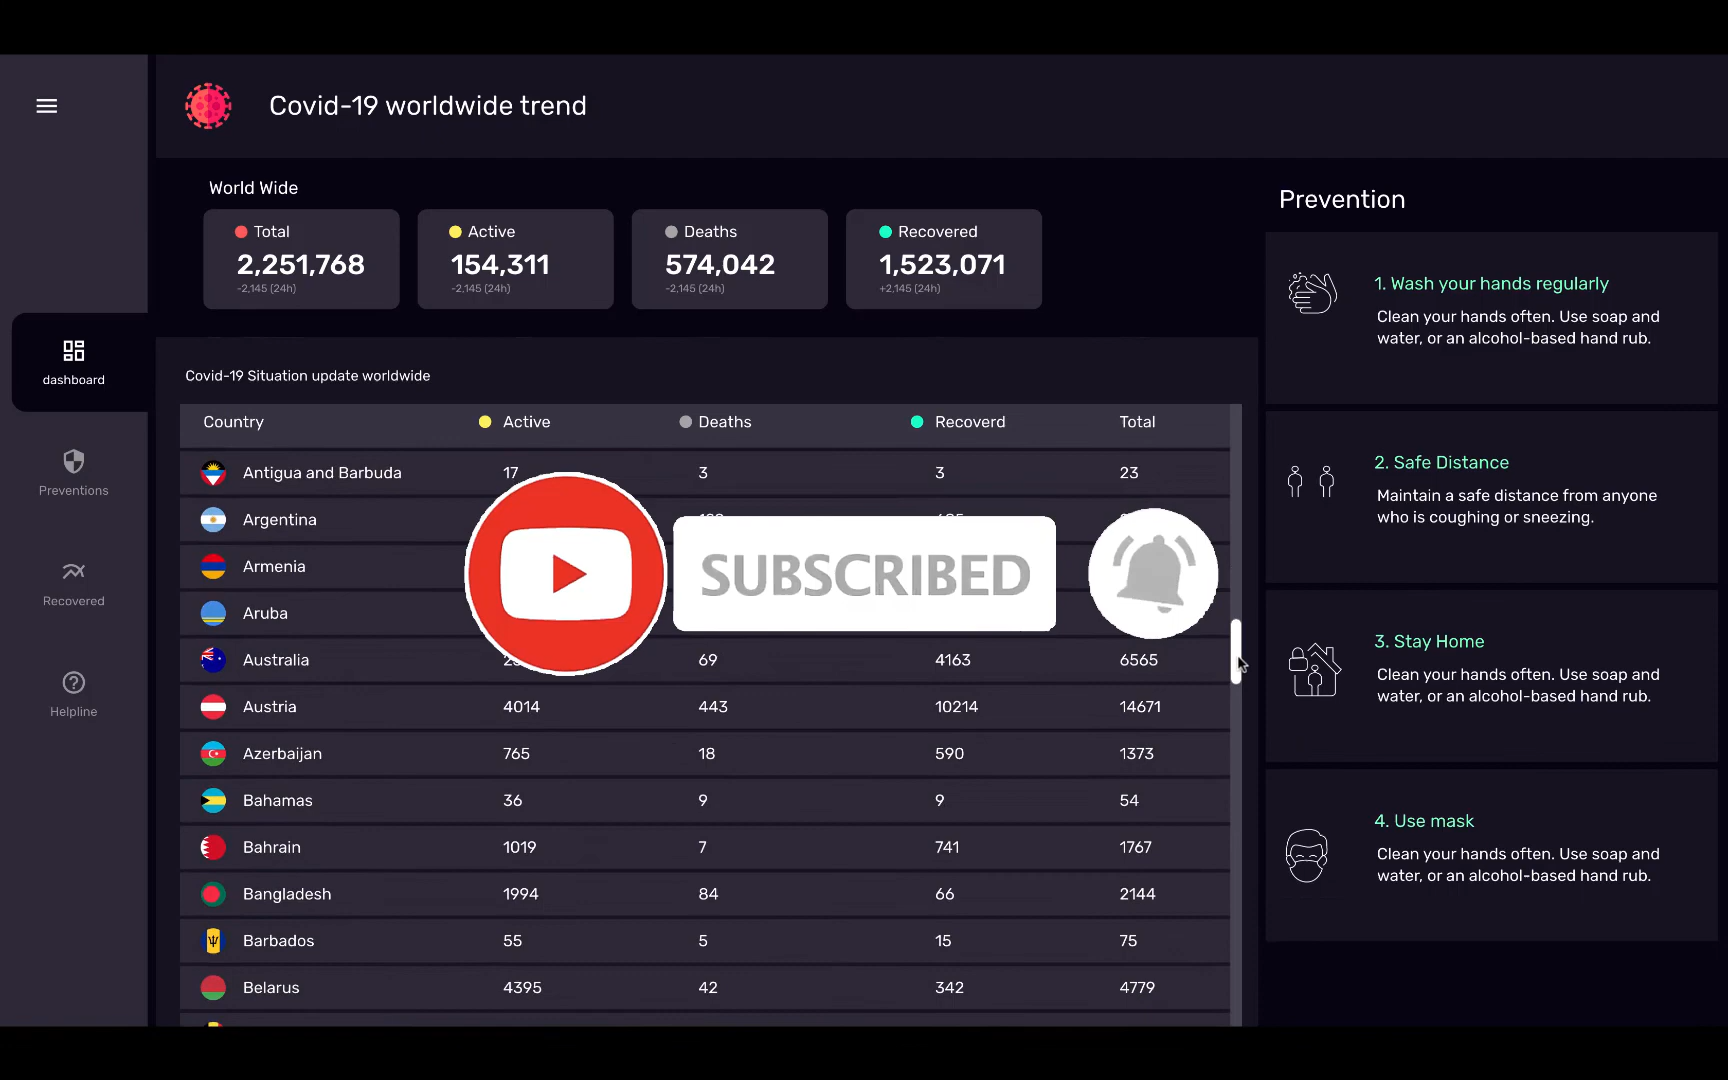 Covid-19 worldwide trend
World Wide
Total
2,251,768
-2,145 (24h)
Active
154,311
-2,145 (24h)
Deaths
574,042
-2,145 (24h)
Recovered
1,523,071
+2,145 (24h)
dashboard
Preventions
Recovered
Helpline
Covid-19 Situation update worldwide
Country Active Deaths Recoverd Total
Antigua and Barbuda 17 3 3 23
Argentina
Armenia
Aruba
SUBSCRIBED
Australia 69 4163 6565
Austria 4014 443 10214 14671
Azerbaijan 765 18 590 1373
Bahamas 36 9 9 54
Bahrain 1019 7 741 1767
Bangladesh 1994 84 66 2144
Barbados 55 5 15 75
Belarus 4395 42 342 4779
Prevention
1. Wash your hands regularly
Clean your hands often. Use soap and
water, or an alcohol-based hand rub.
2. Safe Distance
Maintain a safe distance from anyone
who is coughing or sneezing.
3. Stay Home
Clean your hands often. Use soap and
water, or an alcohol-based hand rub.
4. Use mask
Clean your hands often. Use soap and
water, or an alcohol-based hand rub.